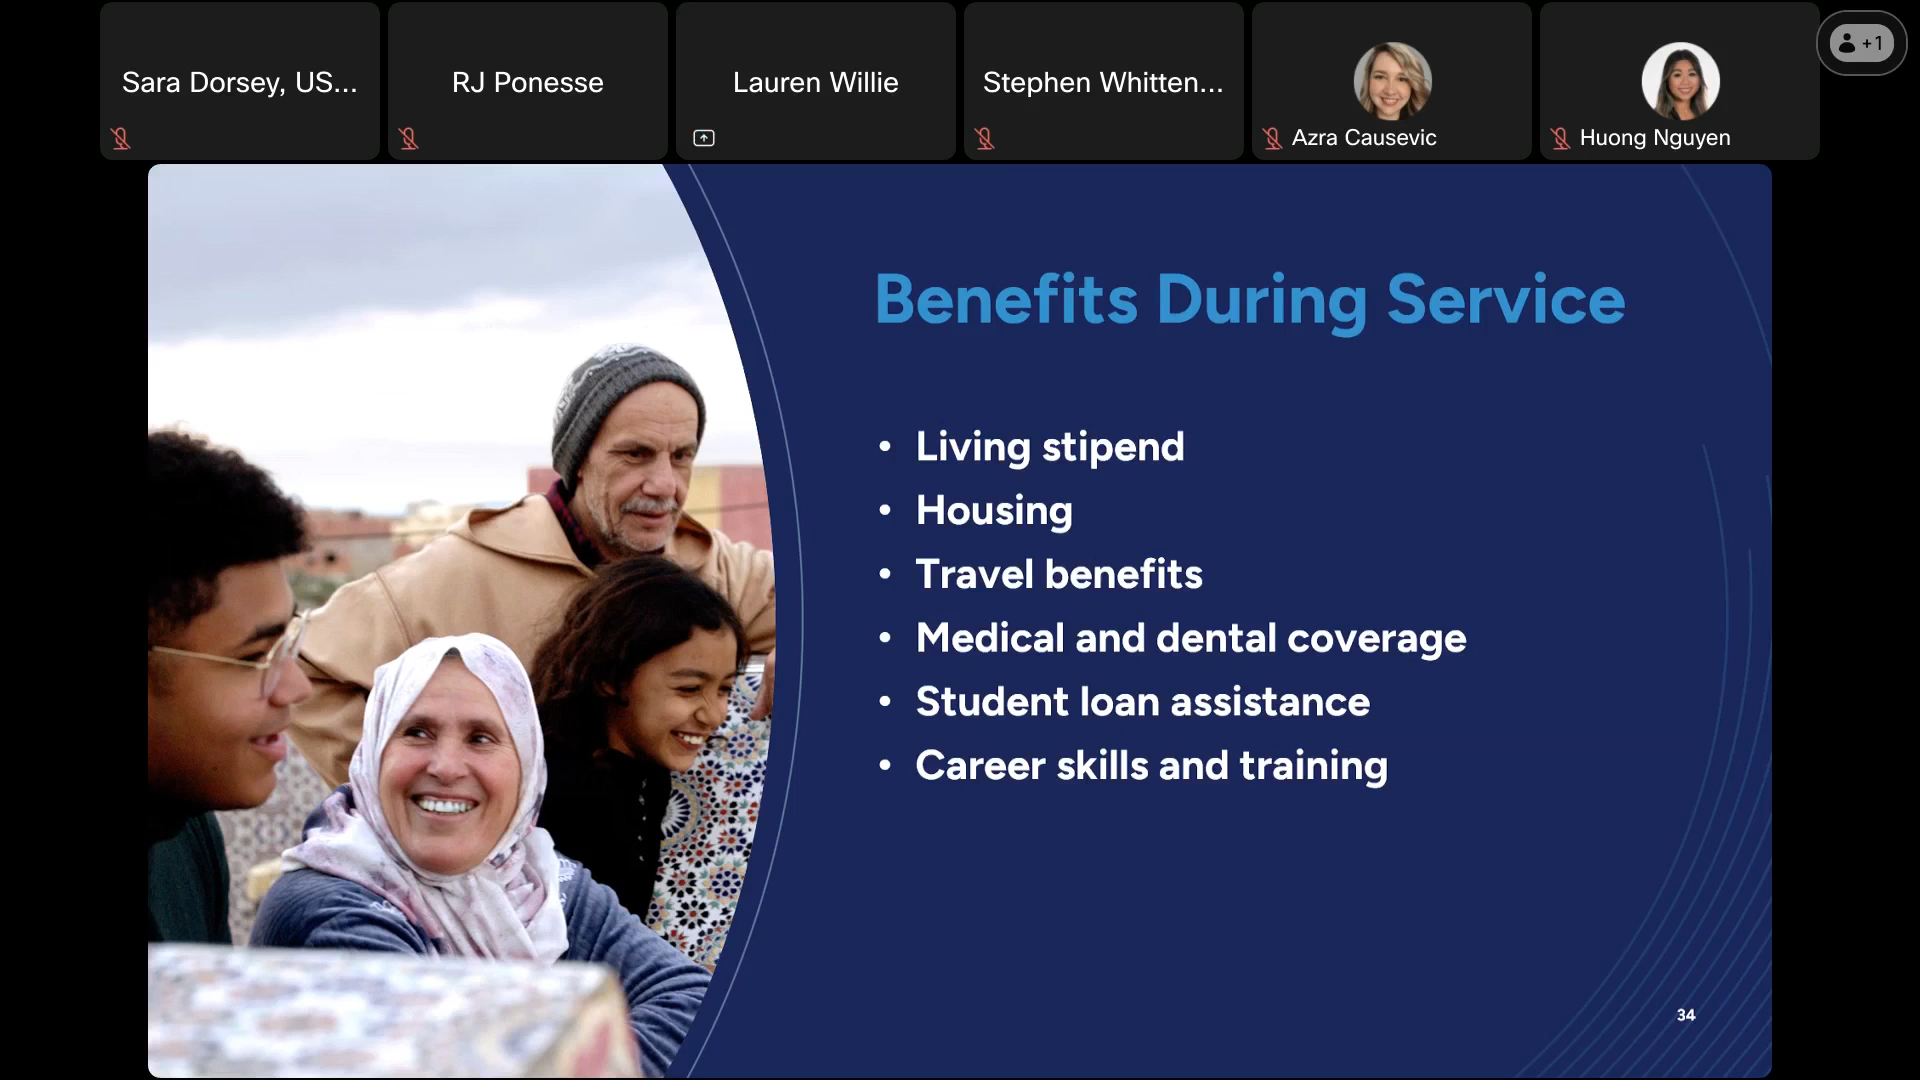 Sara Dorsey, US...
RJ Ponesse
Lauren Willie
Stephen Whitten...
Azra Causevic
Huong Nguyen
+1
Benefits During Service
• Living stipend
• Housing
• Travel benefits
• Medical and dental coverage
• Student loan assistance
• Career skills and training
34